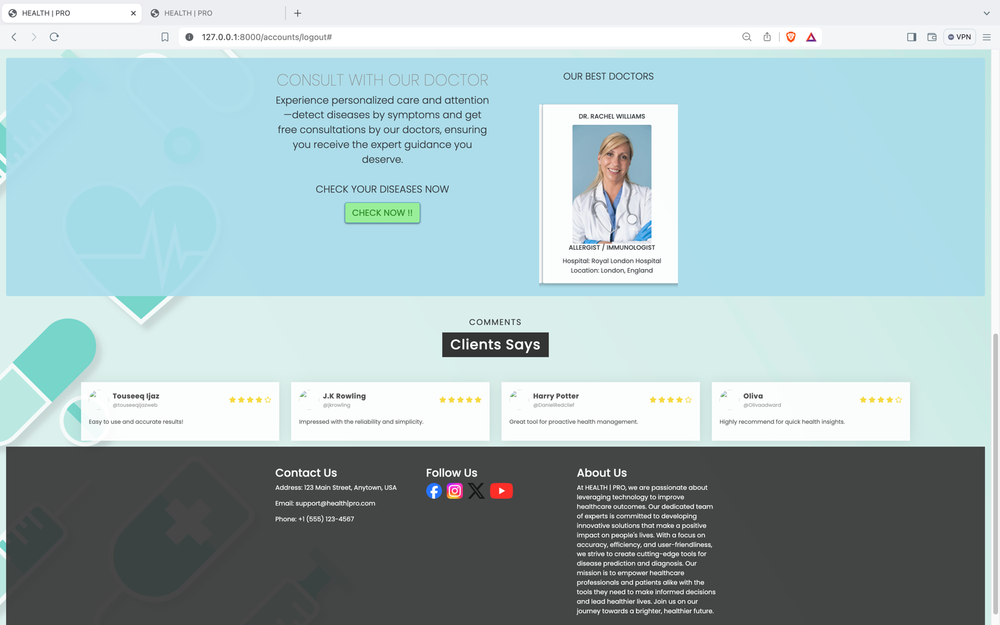 HEALTH | PRO
HEALTH | PRO
127.0.0.1:8000/accounts/logout#
VPN
CONSULT WITH OUR DOCTOR
Experience personalized care and attention
—detect diseases by symptoms and get
free consultations by our doctors, ensuring
you receive the expert guidance you
deserve.
CHECK YOUR DISEASES NOW
CHECK NOW !!
OUR BEST DOCTORS
DR. RACHEL WILLIAMS
ALLERGIST / IMMUNOLOGIST
Hospital: Royal London Hospital
Location: London, England
COMMENTS
Clients Says
Touseeq Ijaz
@touseeqijazweb
Easy to use and accurate results!
J.K Rowling
@jkrowling
Impressed with the reliability and simplicity.
Harry Potter
@DanielRedclief
Great tool for proactive health management.
Oliva
@Olivaadward
Highly recommend for quick health insights.
Contact Us
Address: 123 Main Street, Anytown, USA
Email: support@health|pro.com
Phone: +1 (555) 123-4567
Follow Us
About Us
At HEALTH | PRO, we are passionate about
leveraging technology to improve
healthcare outcomes. Our dedicated team
of experts is committed to developing
innovative solutions that make a positive
impact on people's lives. With a focus on
accuracy, efficiency, and user-friendliness,
we strive to create cutting-edge tools for
disease prediction and diagnosis. Our
mission is to empower healthcare
professionals and patients alike with the
tools they need to make informed decisions
and lead healthier lives. Join us on our
journey towards a brighter, healthier future.